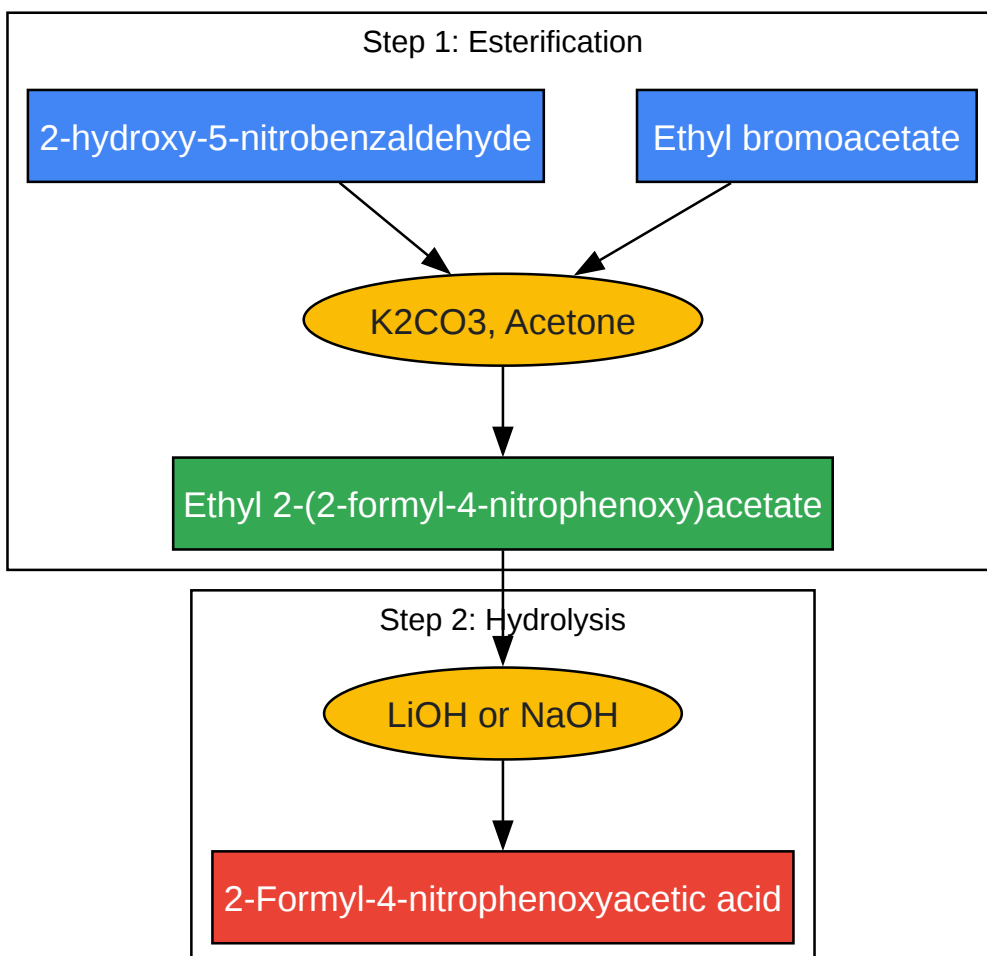 Step 1: Esterification
2-hydroxy-5-nitrobenzaldehyde
Ethyl bromoacetate
K2CO3, Acetone
Ethyl 2-(2-formyl-4-nitrophenoxy)acetate
Step 2: Hydrolysis
LiOH or NaOH
2-Formyl-4-nitrophenoxyacetic acid